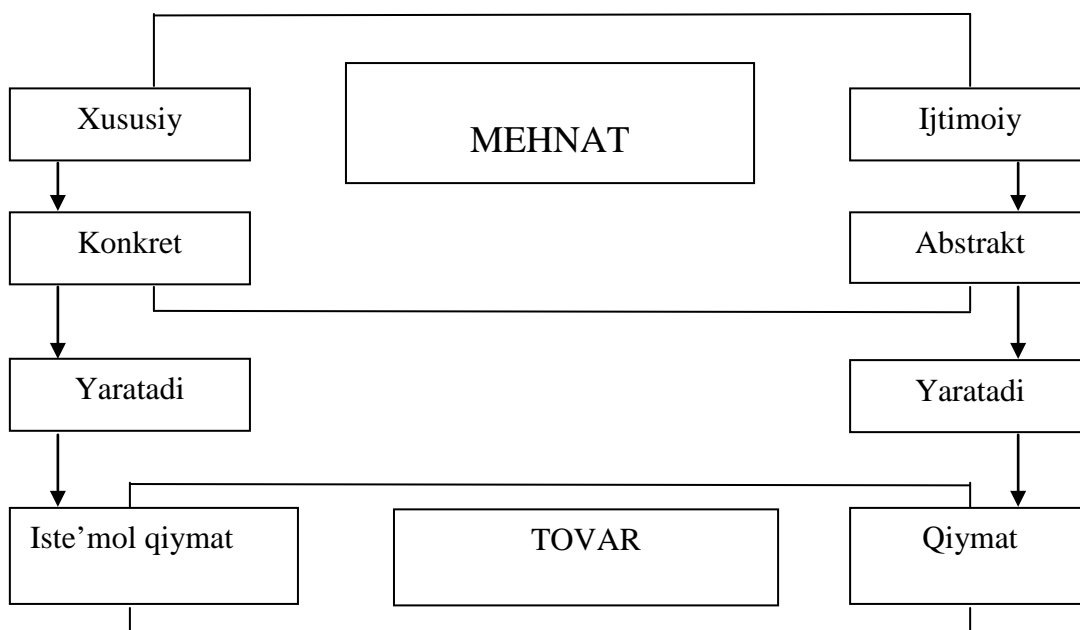 Xususiy
MEHNAT
Ijtimoiy
Konkret
Abstrakt
Yaratadi
Yaratadi
Iste’mol qiymat
TOVAR
Qiymat